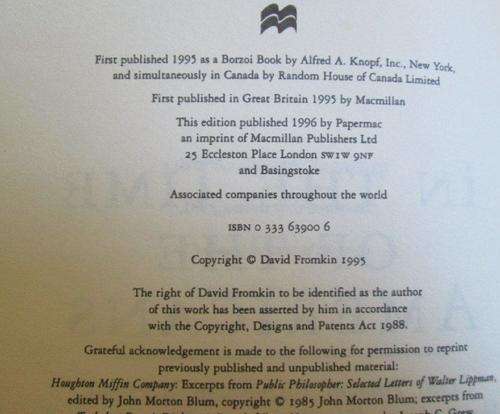 First published 1995 as a Borzoi Book by Alfred A. Knopf, Inc., New York,
and simultaneously in Canada by Random House of Canada Limited
First published in Great Britain 1995 by Macmillan
This edition published 1996 by Papermac
an imprint of Macmillan Publishers Ltd
25 Eccleston Place London SW1W 9NF
and Basingstoke
Associated companies throughout the world
ISBN 0 333 63900 6
Copyright © David Fromkin 1995
The right of David Fromkin to be identified as the author
of this work has been asserted by him in accordance
with the Copyright, Designs and Patents Act 1988.
Grateful acknowledgement is made to the following for permission to reprint
previously published and unpublished material:
Houghton Miffin Company: Excerpts from Public Philosopher: Selected Letters of Walter Lippman,
edited by John Morton Blum, copyright © 1985 John Morton Blum; excerpts from